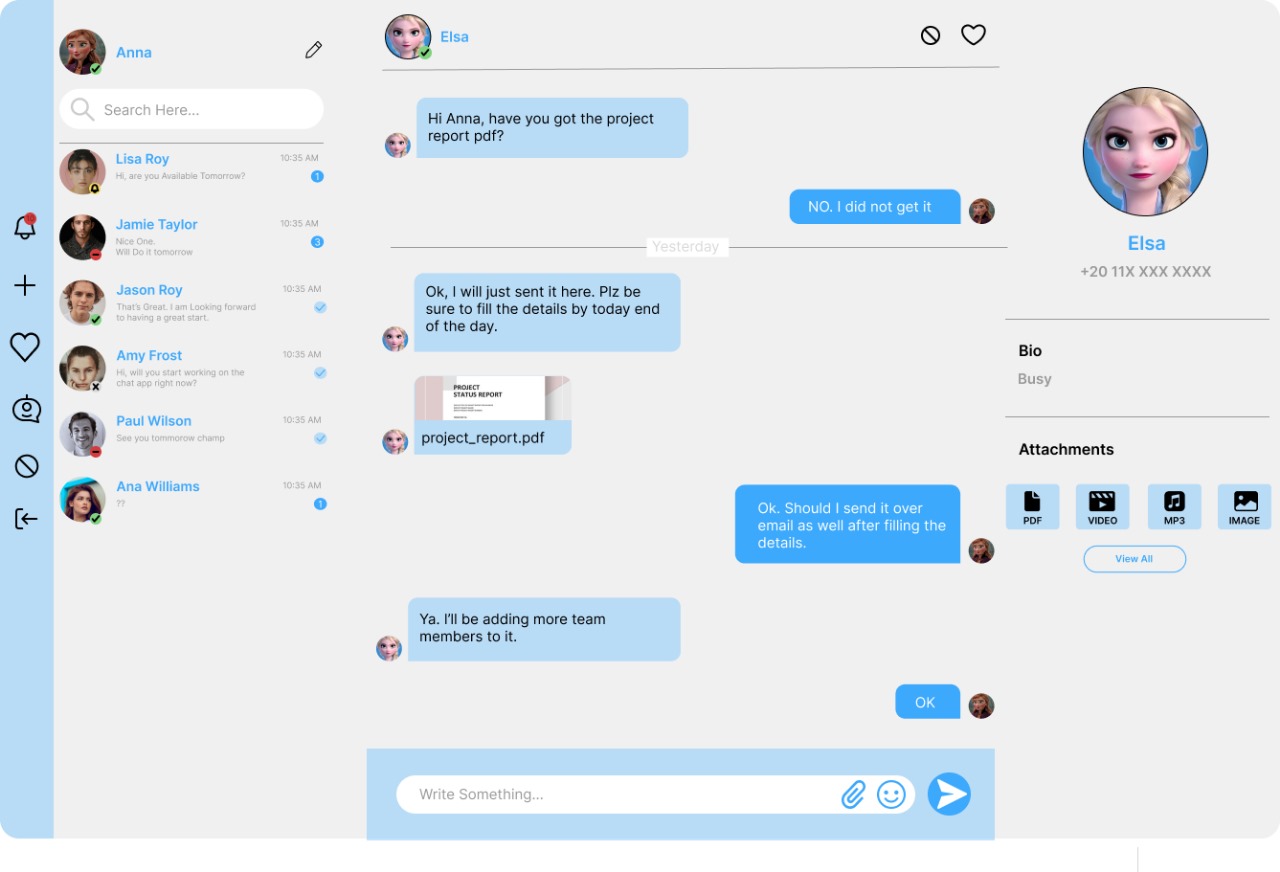 Anna
Search Here...
Lisa Roy
10:35 AM
Hi, are you Available Tomorrow?
1
Jamie Taylor
10:35 AM
Nice One.
Will Do it tomorrow
3
Jason Roy
10:35 AM
That's Great. I am Looking forward
to having a great start.
Amy Frost
10:35 AM
Hi, will you start working on the
chat app right now?
Paul Wilson
10:35 AM
See you tommorow champ
Ana Williams
10:35 AM
??
1
Elsa
Hi Anna, have you got the project
report pdf?
NO. I did not get it
Yesterday
Ok, I will just sent it here. Plz be
sure to fill the details by today end
of the day.
PROJECT
STATUS REPORT
project_report.pdf
Ok. Should I send it over
email as well after filling the
details.
Ya. I'll be adding more team
members to it.
OK
Write Something...
Elsa
+20 11X XXX XXXX
Bio
Busy
Attachments
PDF
VIDEO
MP3
IMAGE
View All